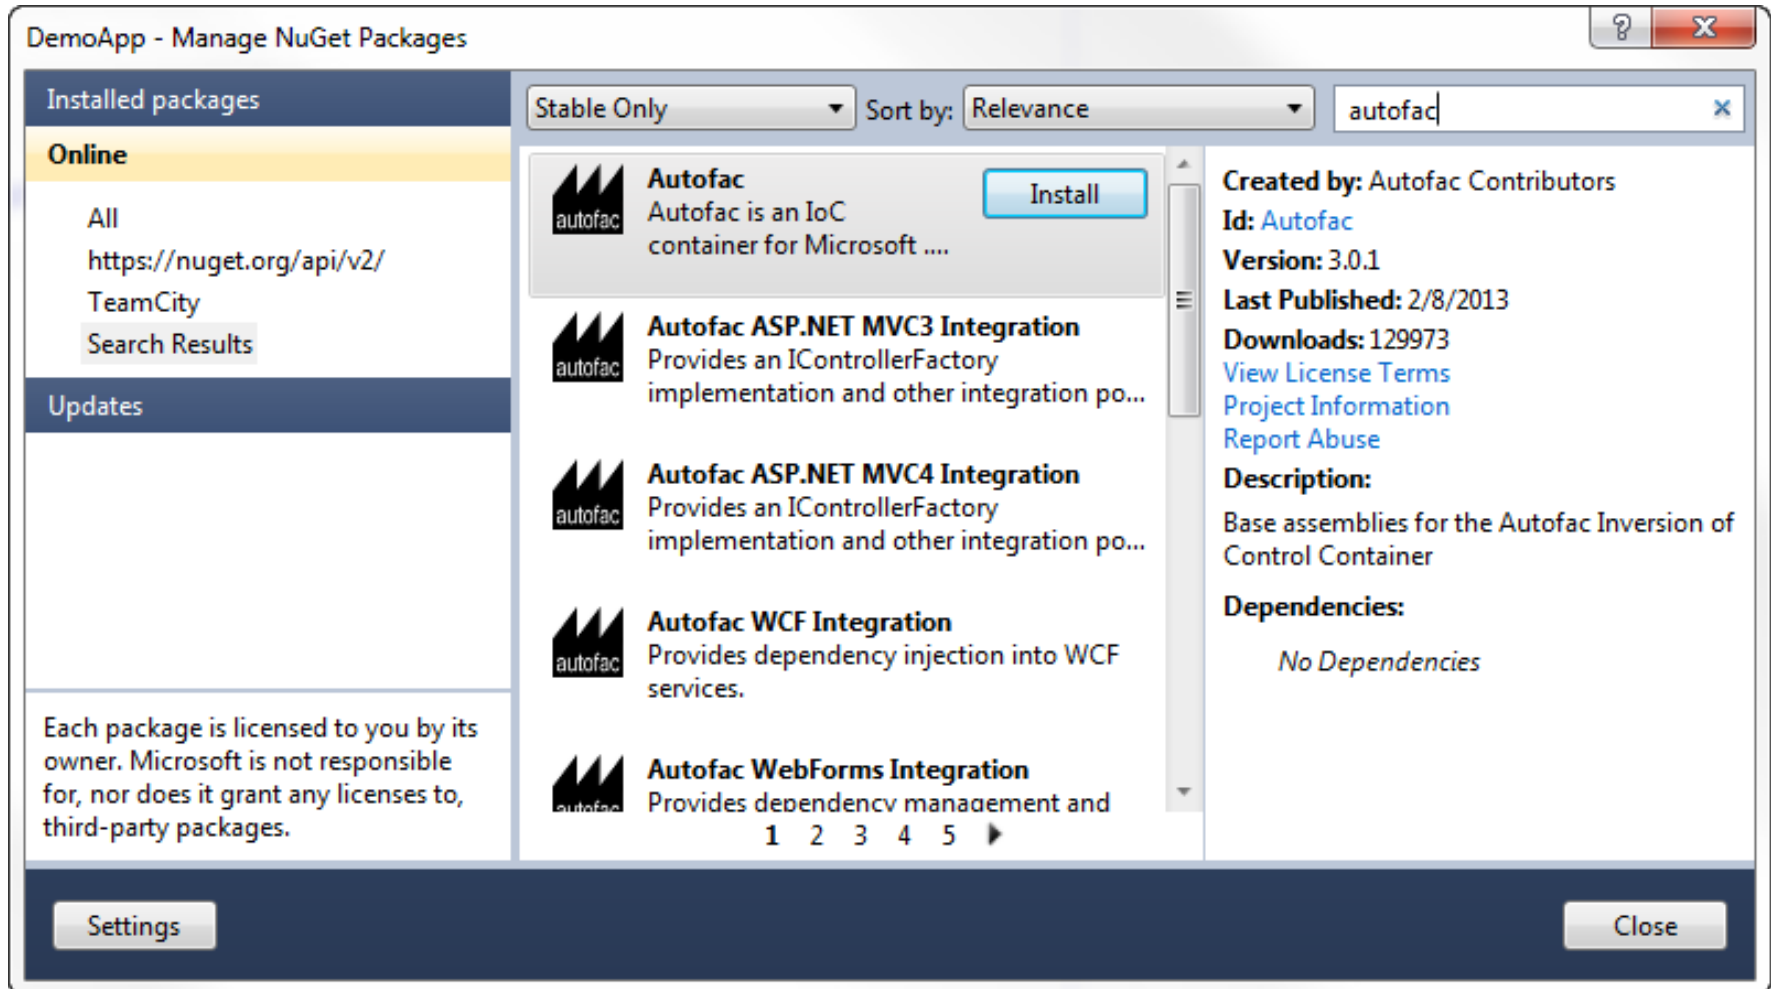 DemoApp - Manage NuGet Packages
?
Installed packages
Online
All
https://nuget.org/api/v2/
TeamCity
Search Results
Updates
Each package is licensed to you by its
owner. Microsoft is not responsible
for, nor does it grant any licenses to,
third-party packages.
Stable Only
Sort by:
Relevance
autofac
autofac
Autofac
Autofac is an IoC
container for Microsoft ....
Install
autofac
Autofac ASP.NET MVC3 Integration
Provides an IControllerFactory
implementation and other integration po...
autofac
Autofac ASP.NET MVC4 Integration
Provides an IControllerFactory
implementation and other integration po...
autofac
Autofac WCF Integration
Provides dependency injection into WCF
services.
autofac
Autofac WebForms Integration
Provides dependency management and
1 2 3 4 5
Created by: Autofac Contributors
Id: Autofac
Version: 3.0.1
Last Published: 2/8/2013
Downloads: 129973
View License Terms
Project Information
Report Abuse
Description:
Base assemblies for the Autofac Inversion of
Control Container
Dependencies:
No Dependencies
Settings
Close